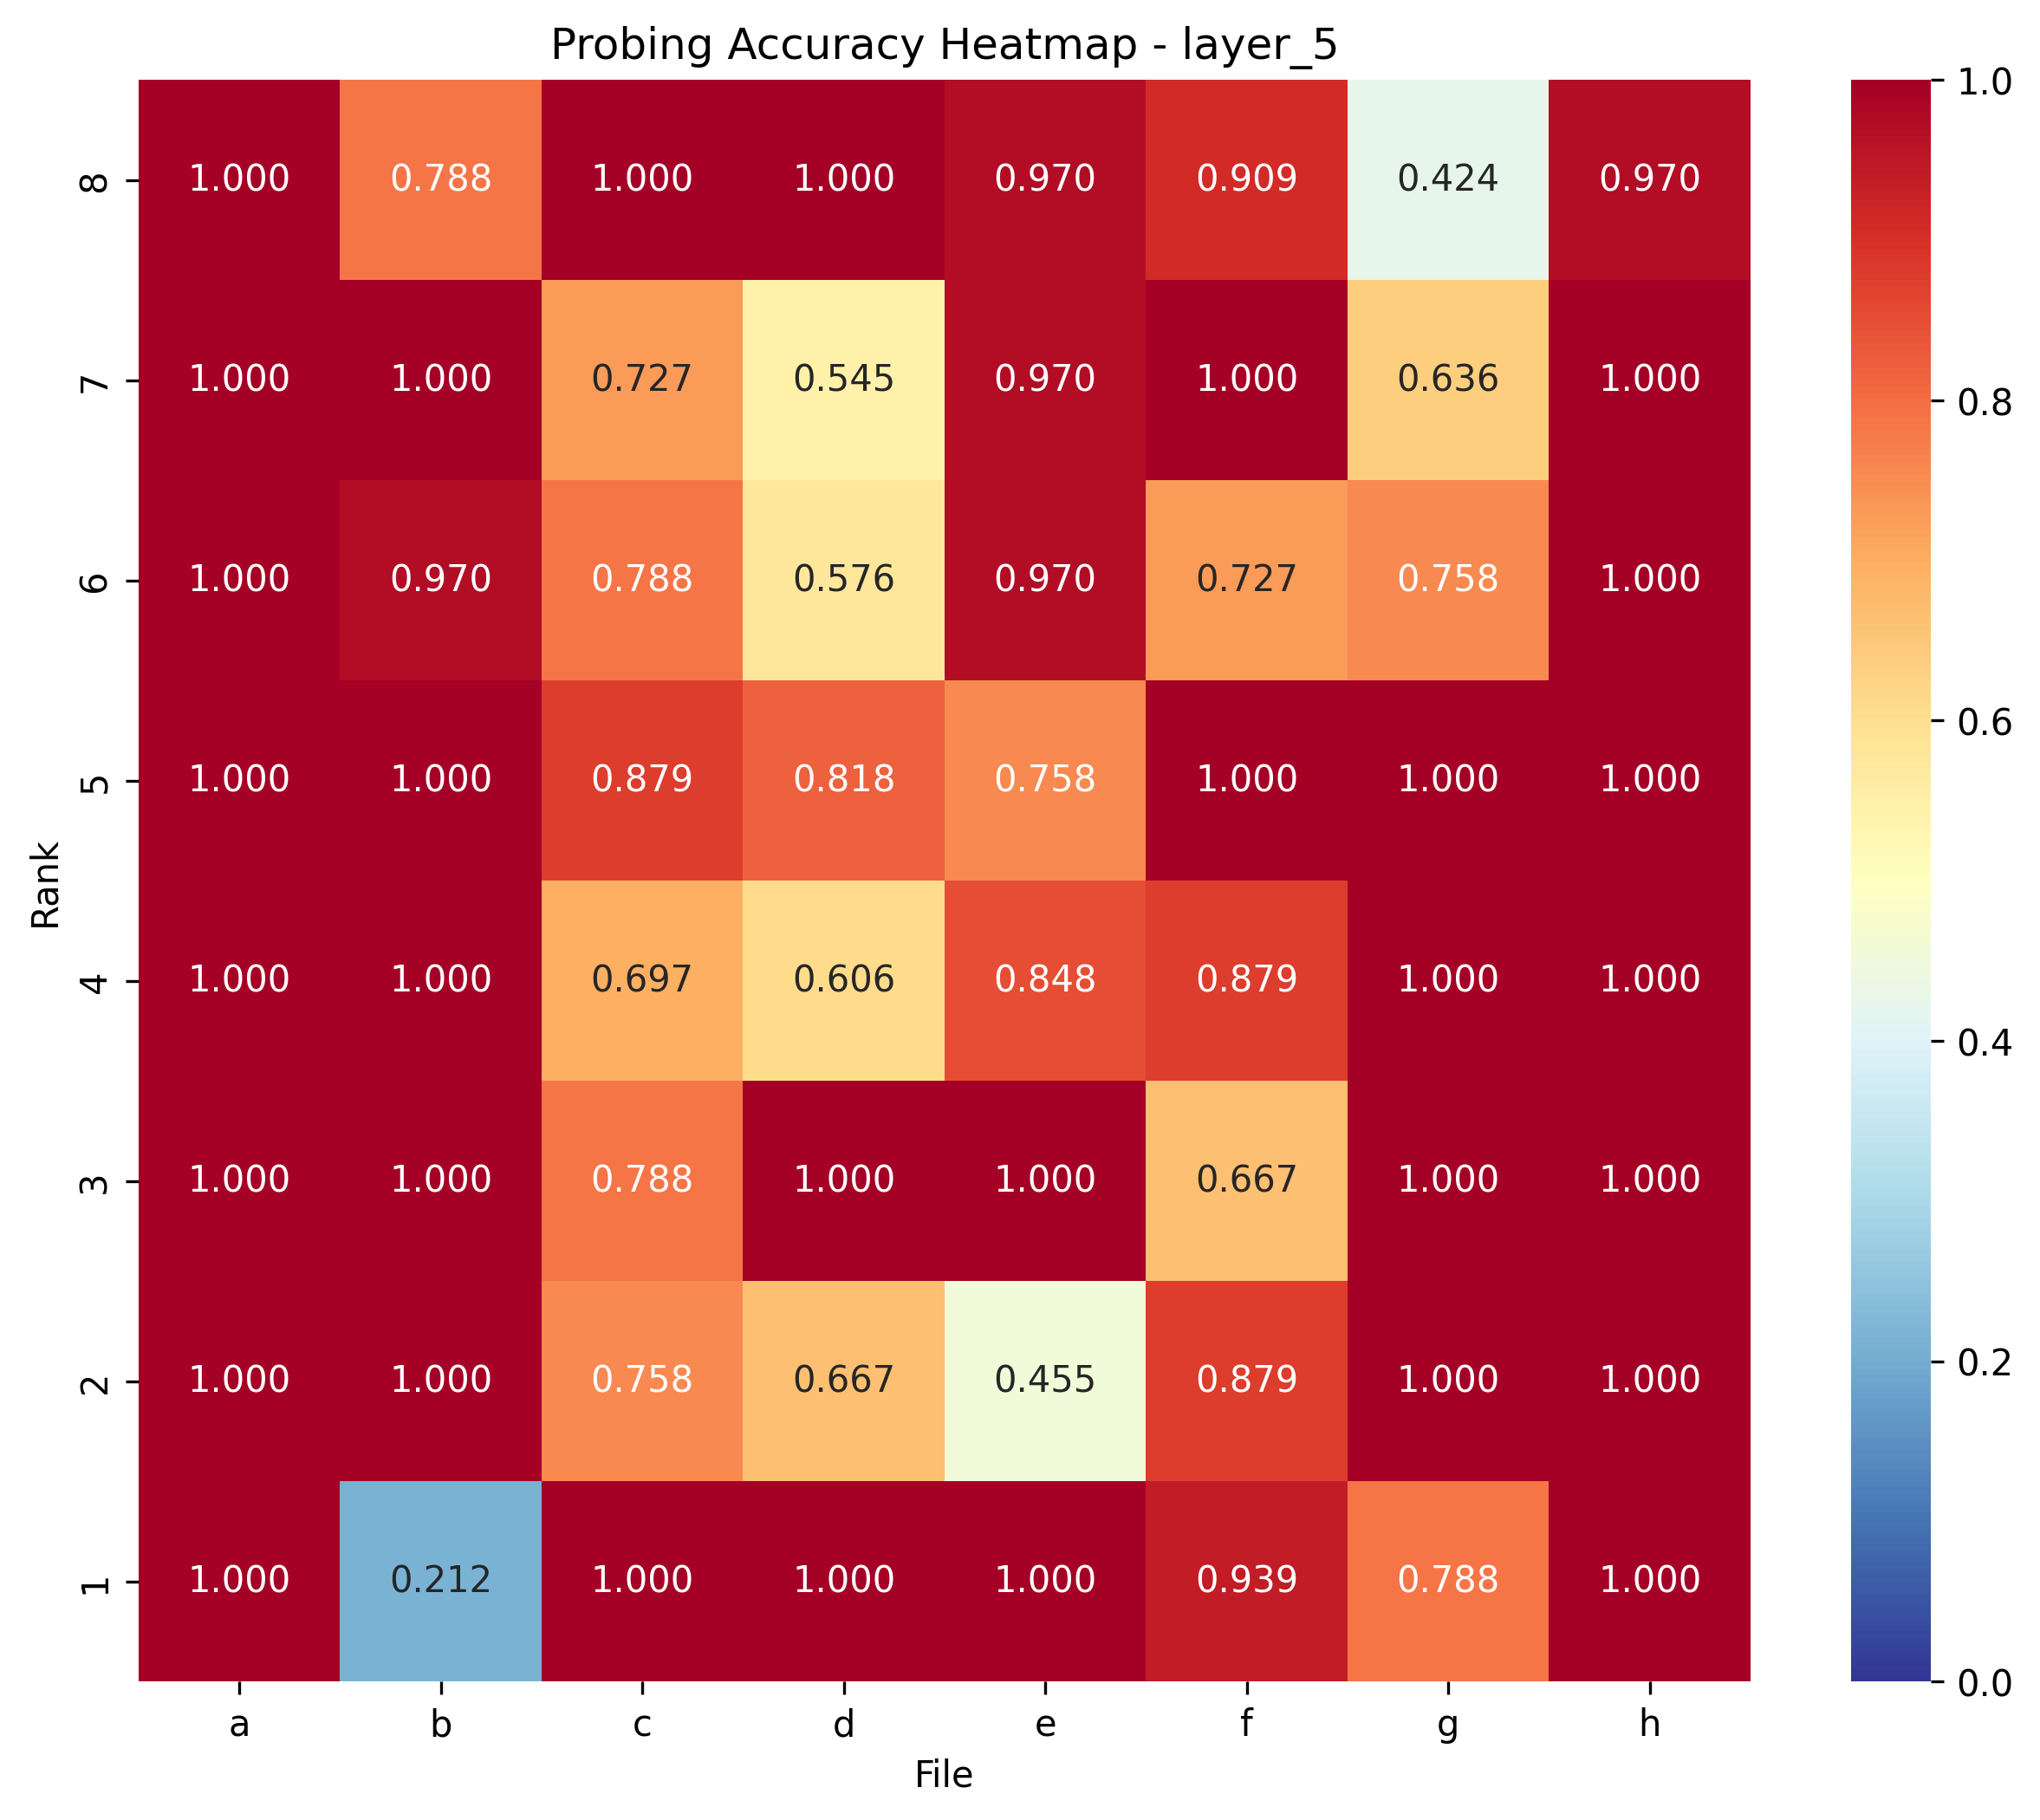 Probing Accuracy Heatmap - layer_5
8 1.000 0.788 1.000 1.000 0.970 0.909 0.424 0.970
7 1.000 1.000 0.727 0.545 0.970 1.000 0.636 1.000
6 1.000 0.970 0.788 0.576 0.970 0.727 0.758 1.000
5 1.000 1.000 0.879 0.818 0.758 1.000 1.000 1.000
4 1.000 1.000 0.697 0.606 0.848 0.879 1.000 1.000
3 1.000 1.000 0.788 1.000 1.000 0.667 1.000 1.000
2 1.000 1.000 0.758 0.667 0.455 0.879 1.000 1.000
1 1.000 0.212 1.000 1.000 1.000 0.939 0.788 1.000
a b c d e f g h
File
Rank
1.0
0.8
0.6
0.4
0.2
0.0